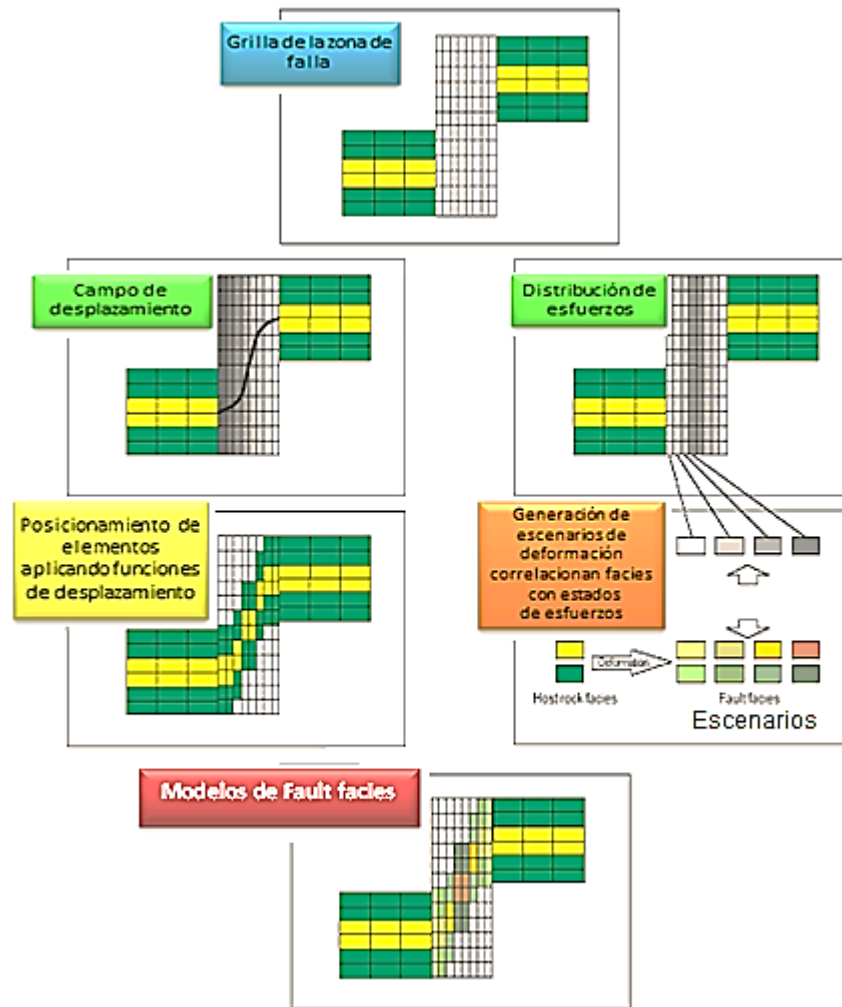 Grilla de la zona de
falla
Campo de
desplazamiento
Distribución de
esfuerzos
Posicionamiento de
elementos
aplicando funciones
de desplazamiento
Generación de
escenarios de
deformación
correlacionan facies
con estados
de esfuerzos
Deformation
Host rock facies
Fault facies
Escenarios
Modelos de Fault facies